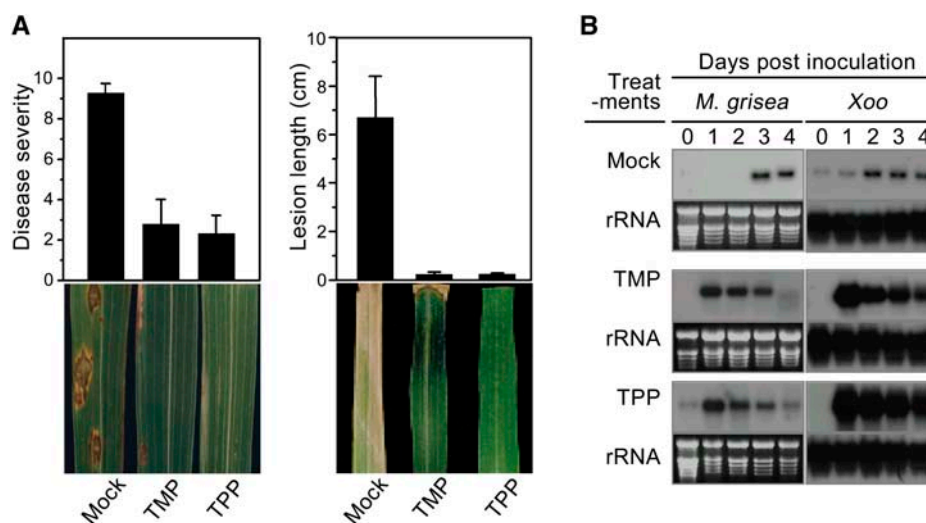 A
Disease severity
10
8
6
4
2
0
Mock
TMP
TPP
Lesion length (cm)
10
8
6
4
2
0
Mock
TMP
TPP
B
Days post inoculation
Treat
-ments
M. grisea
Xoo
0 1 2 3 4
0 1 2 3 4
Mock
rRNA
TMP
rRNA
TPP
rRNA